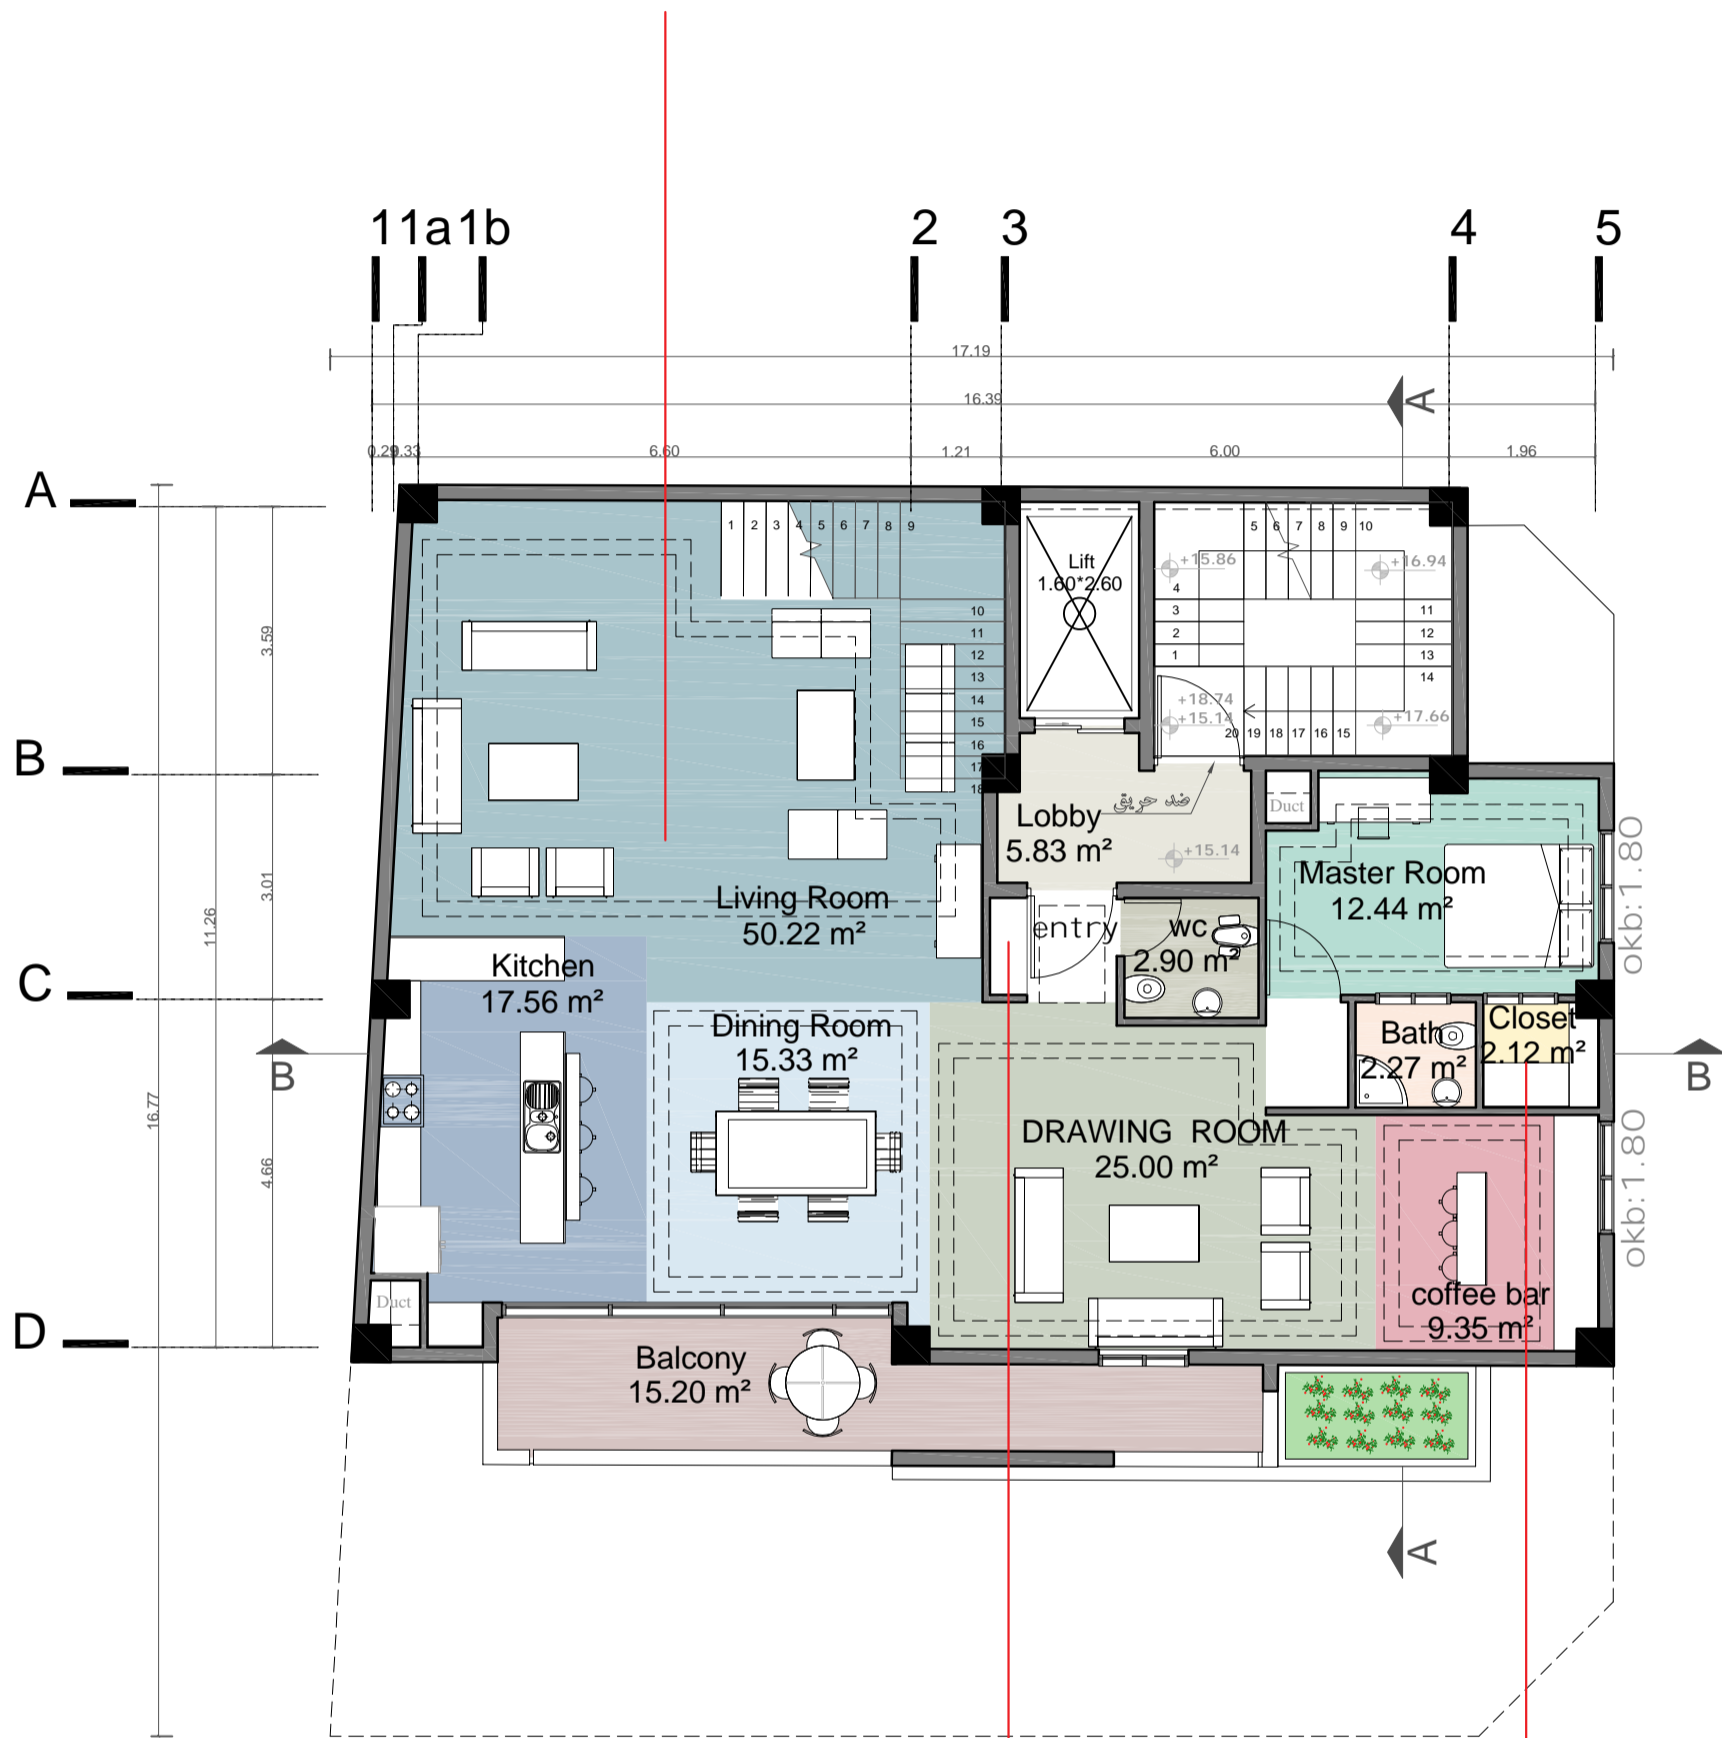 1 1a 1b 2 3 4 5
17.19
16.39
A
0.29 0.33 6.60 1.21 6.00 1.96
A
B
C
D
3.59
3.01
4.66
11.26
16.77
1 2 3 4 5 6 7 8 9
10
11
12
13
14
15
16
17
18
Lift
1.60*2.60
5 6 7 8 9 10
+15.86
+16.94
4
3
2
1
11
12
13
14
+18.74
+15.14
+17.66
20 19 18 17 16 15
ضد حریق
Lobby
5.83 m²
+15.14
Duct
Master Room
12.44 m²
okb:1.80
Living Room
50.22 m²
entry
wc
2.90 m²
Kitchen
17.56 m²
Dining Room
15.33 m²
Bath
2.27 m²
Closet
2.12 m²
B
B
DRAWING ROOM
25.00 m²
okb:1.80
coffee bar
9.35 m²
Duct
Balcony
15.20 m²
A